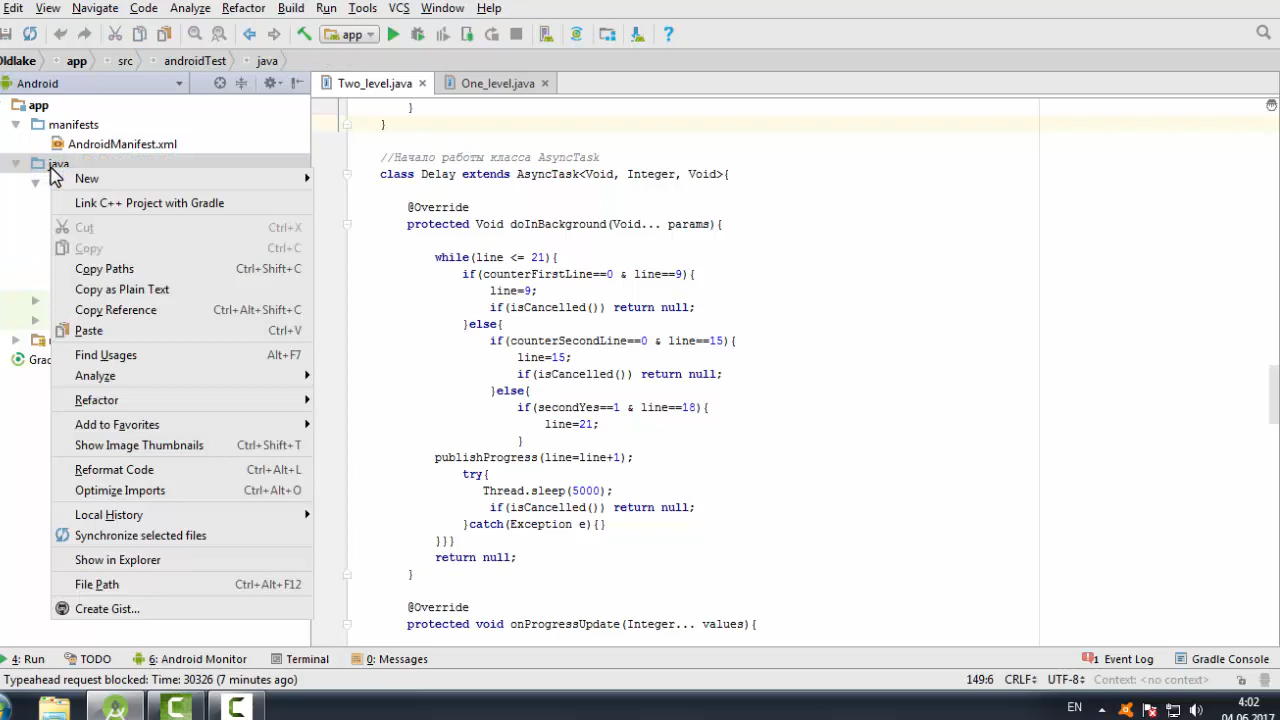 Edit View Navigate Code Analyze Refactor Build Run Tools VCS Window Help
app
Oldlake app src androidTest java
Android Two_level.java One_level.java
app
manifests
AndroidManifest.xml
java
New
Link C++ Project with Gradle
Cut Ctrl+X
Copy Ctrl+C
Copy Paths Ctrl+Shift+C
Copy as Plain Text
Copy Reference Ctrl+Alt+Shift+C
Paste Ctrl+V
Find Usages Alt+F7
Analyze
Refactor
Add to Favorites
Show Image Thumbnails Ctrl+Shift+T
Reformat Code Ctrl+Alt+L
Optimize Imports Ctrl+Alt+O
Local History
Synchronize selected files
Show in Explorer
File Path Ctrl+Alt+F12
Create Gist...
}
}
//Начало работы класса AsyncTask
class Delay extends AsyncTask<Void, Integer, Void>{
@Override
protected Void doInBackground(Void... params){
while(line <= 21){
if(counterFirstLine==0 & line==9){
line=9;
if(isCancelled()) return null;
}else{
if(counterSecondLine==0 & line==15){
line=15;
if(isCancelled()) return null;
}else{
if(secondYes==1 & line==18){
line=21;
}
publishProgress(line=line+1);
try{
Thread.sleep(5000);
if(isCancelled()) return null;
}catch(Exception e){}
}}}
return null;
}
@Override
protected void onProgressUpdate(Integer... values){
4: Run TODO 6: Android Monitor Terminal 0: Messages 1 Event Log Gradle Console
Typeahead request blocked: Time: 30326 (7 minutes ago) 149:6 CRLF UTF-8 Context: <no context>
EN 4:02
04.06.2017